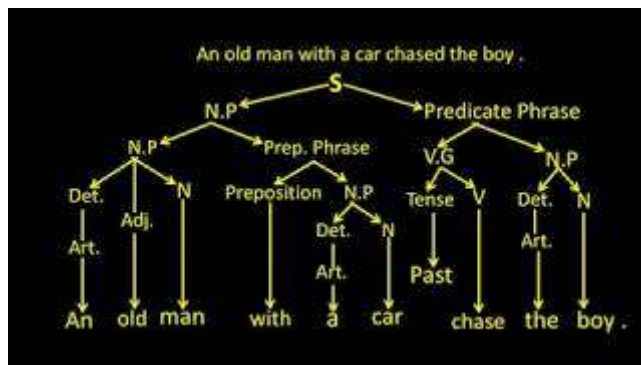 An old man with a car chased the boy .
S
N.P Predicate Phrase
N.P Prep. Phrase V.G N.P
Det. Adj. N Preposition N.P Tense V Det. N
Art. Det. N Art.
Art. Past
An old man with a car chase the boy .